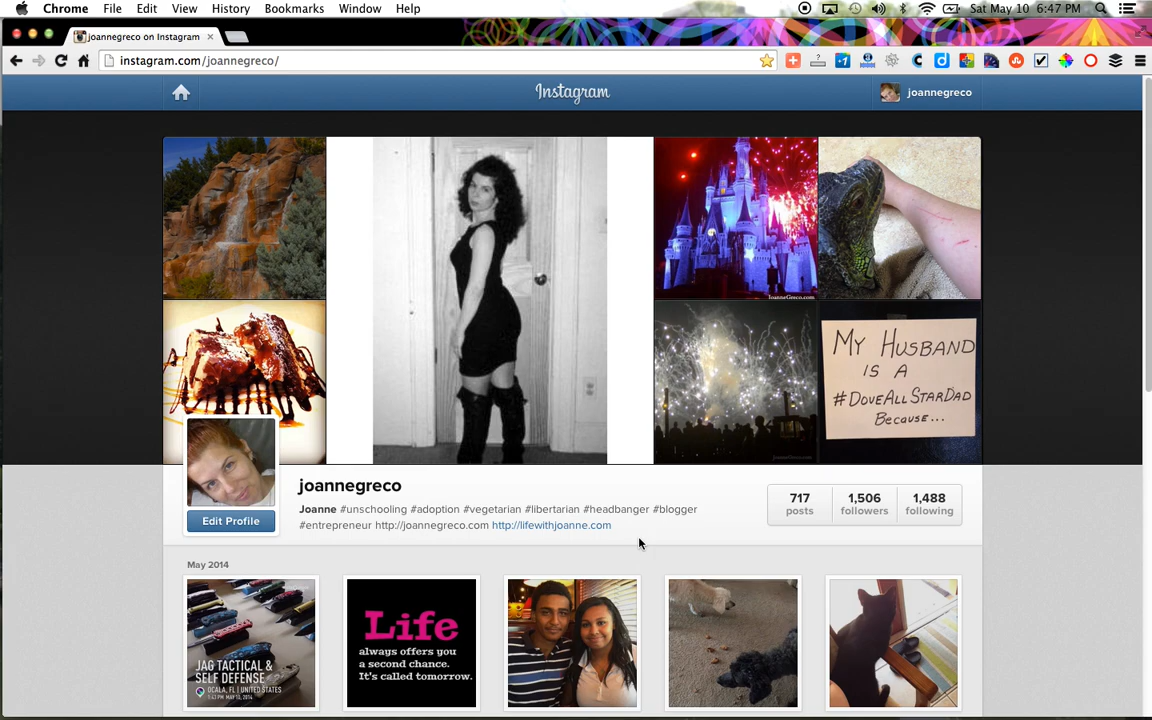 Chrome File Edit View History Bookmarks Window Help Sat May 10 6:47 PM
joannegreco on Instagram
instagram.com/joannegreco/
Instagram
joannegreco
JoanneGreco.com
MY HUSBAND
IS A
#DOVEALLSTARDAD
Because...
joannegreco
Joanne #unschooling #adoption #vegetarian #libertarian #headbanger #blogger
#entrepreneur http://joannegreco.com http://lifewithjoanne.com
717 posts
1,506 followers
1,488 following
Edit Profile
May 2014
JAG TACTICAL &
SELF DEFENSE
OCALA, FL | UNITED STATES
Life
always offers you
a second chance.
It's called tomorrow.